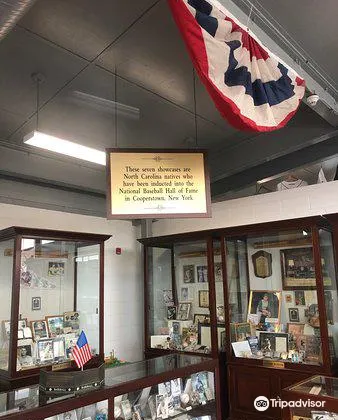 These seven showcases are
North Carolina natives who
have been inducted into the
National Baseball Hall of Fame
in Cooperstown, New York
Tripadvisor